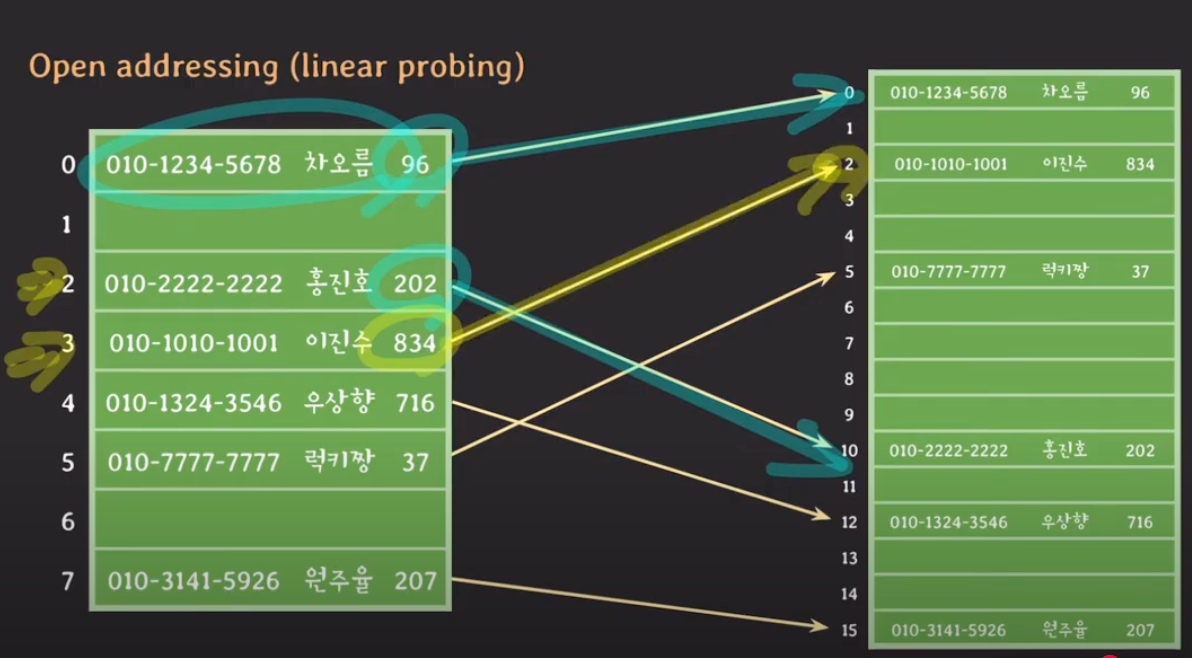 Open addressing (linear probing)
0 010-1234-5678 차오름 96
1
2 010-2222-2222 홍진호 202
3 010-1010-1001 이진수 834
4 010-1324-3546 우상향 716
5 010-7777-7777 럭키짱 37
6
7 010-3141-5926 원주율 207
0 010-1234-5678 차오름 96
1
2 010-1010-1001 이진수 834
3
4
5 010-7777-7777 럭키짱 37
6
7
8
9
10 010-2222-2222 홍진호 202
11
12 010-1324-3546 우상향 716
13
14
15 010-3141-5926 원주율 207